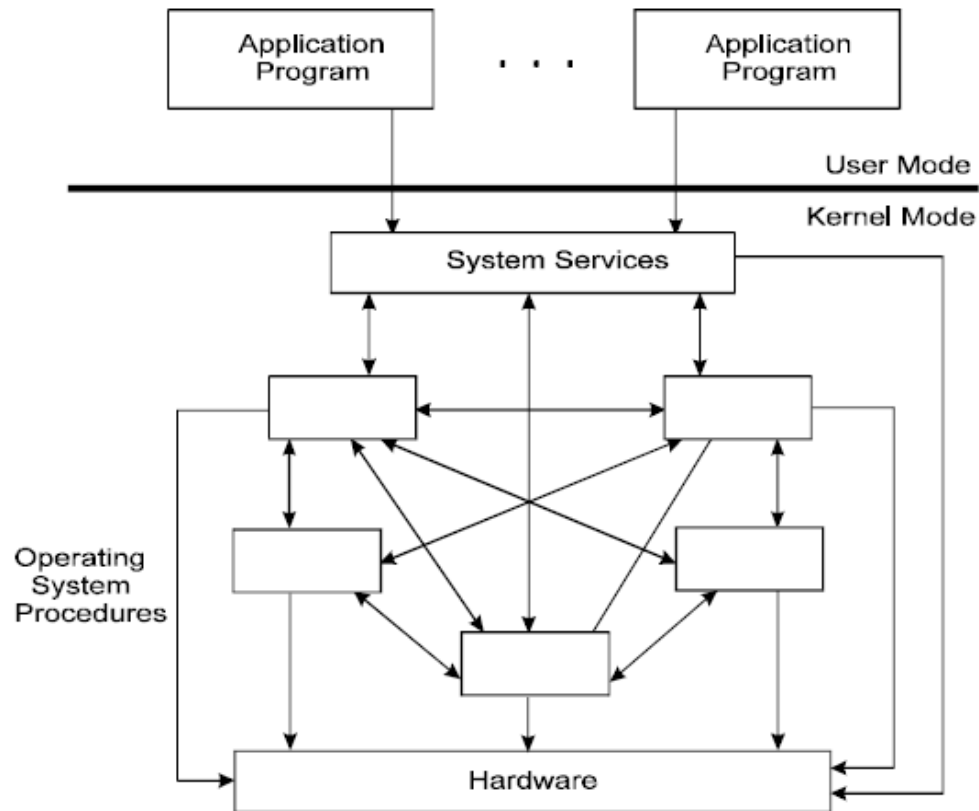 Application
Program
. . .
Application
Program
User Mode
Kernel Mode
System Services
Operating
System
Procedures
Hardware